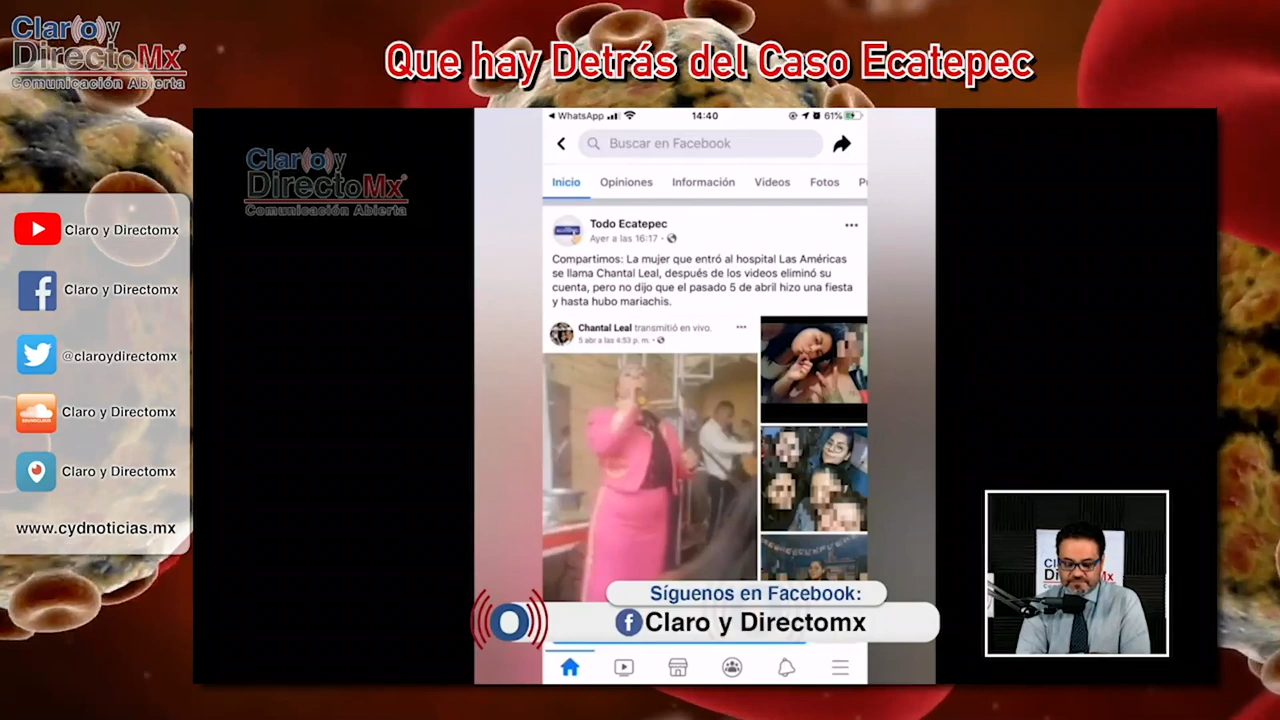 Claro y
DirectoMx
Comunicación Abierta
Que hay Detrás del Caso Ecatepec
Claro y Directomx
Claro y Directomx
@claroydirectomx
SOUNDCLOUD
Claro y Directomx
Claro y Directomx
www.cydnoticias.mx
Claro y
DirectoMx
Comunicación Abierta
WhatsApp 14:40 61%
Buscar en Facebook
Inicio Opiniones Información Videos Fotos
Todo Ecatepec
Ayer a las 16:17
Compartimos: La mujer que entró al hospital Las Américas
se llama Chantal Leal, después de los videos eliminó su
cuenta, pero no dijo que el pasado 5 de abril hizo una fiesta
y hasta hubo mariachis.
Chantal Leal transmitió en vivo.
5 abr a las 4:53 p. m.
Síguenos en Facebook:
Claro y Directomx